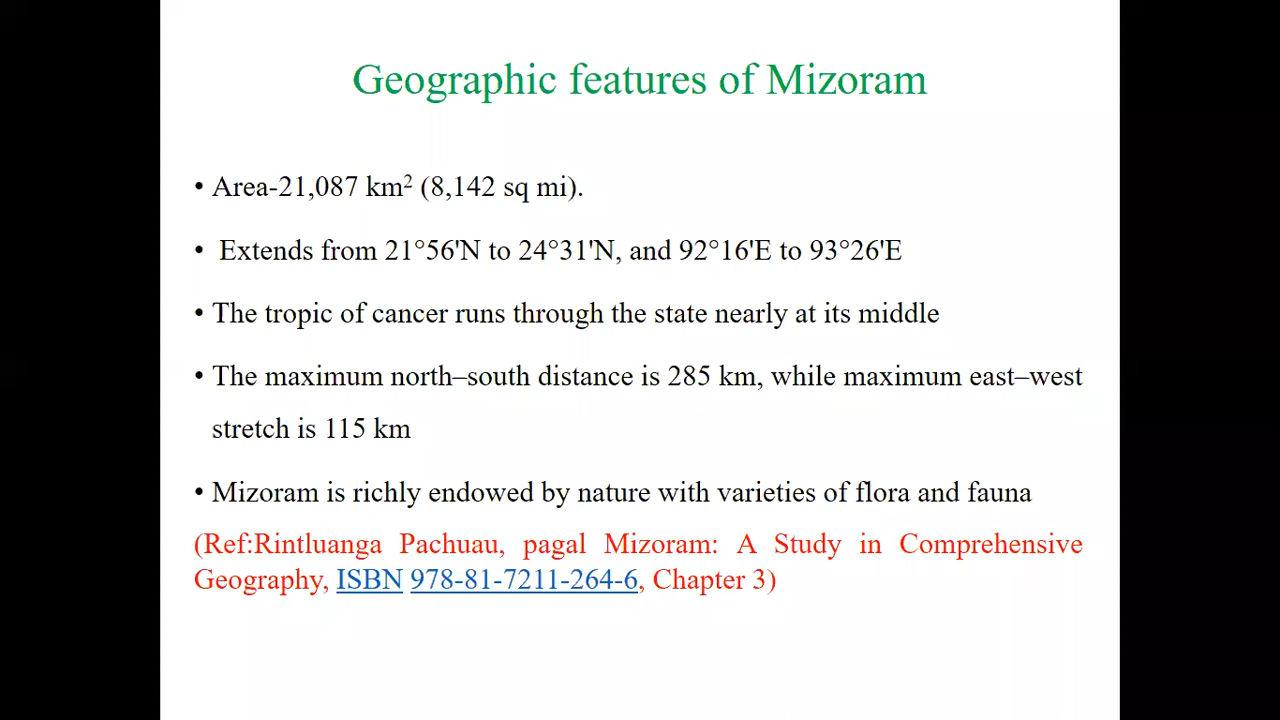 Geographic features of Mizoram
• Area-21,087 km² (8,142 sq mi).
• Extends from 21°56'N to 24°31'N, and 92°16'E to 93°26'E
• The tropic of cancer runs through the state nearly at its middle
• The maximum north–south distance is 285 km, while maximum east–west
stretch is 115 km
• Mizoram is richly endowed by nature with varieties of flora and fauna
(Ref:Rintluanga Pachuau, pagal Mizoram: A Study in Comprehensive
Geography, ISBN 978-81-7211-264-6, Chapter 3)